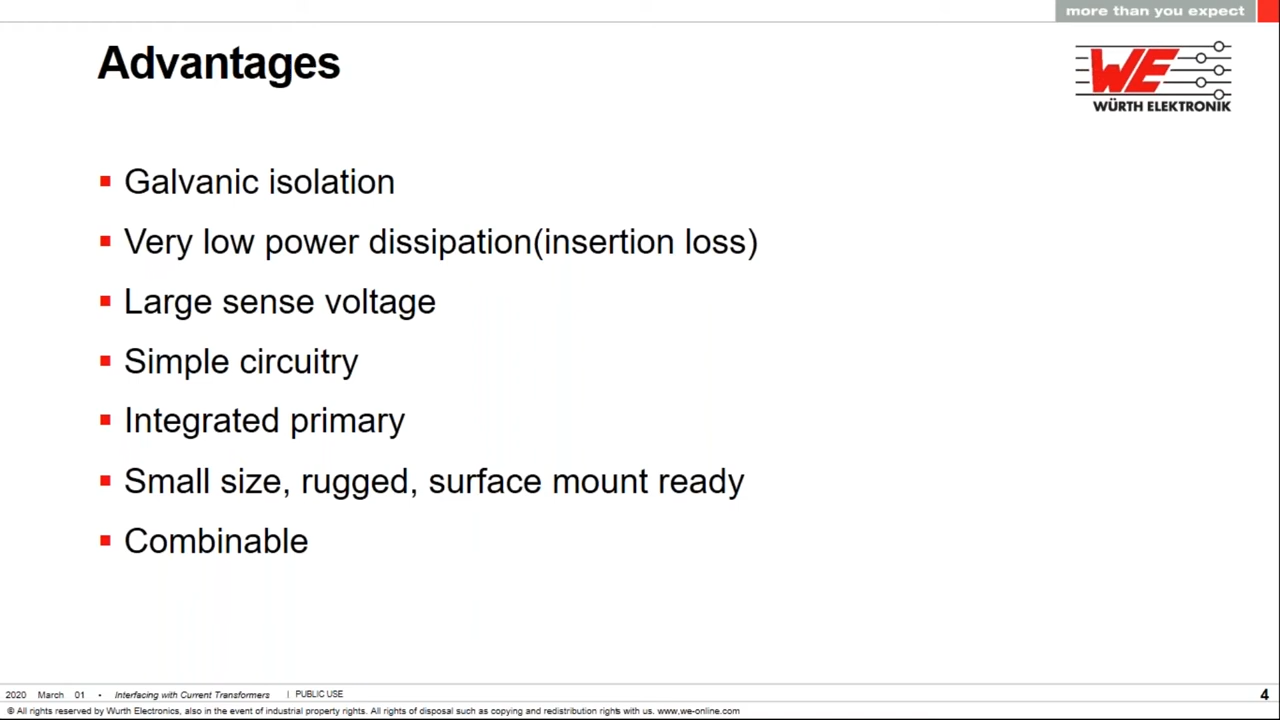 more than you expect
Advantages
WE
WÜRTH ELEKTRONIK
Galvanic isolation
Very low power dissipation(insertion loss)
Large sense voltage
Simple circuitry
Integrated primary
Small size, rugged, surface mount ready
Combinable
2020 March 01 • Interfacing with Current Transformers | PUBLIC USE
4
© All rights reserved by Wurth Electronics, also in the event of industrial property rights. All rights of disposal such as copying and redistribution rights with us. www.we-online.com